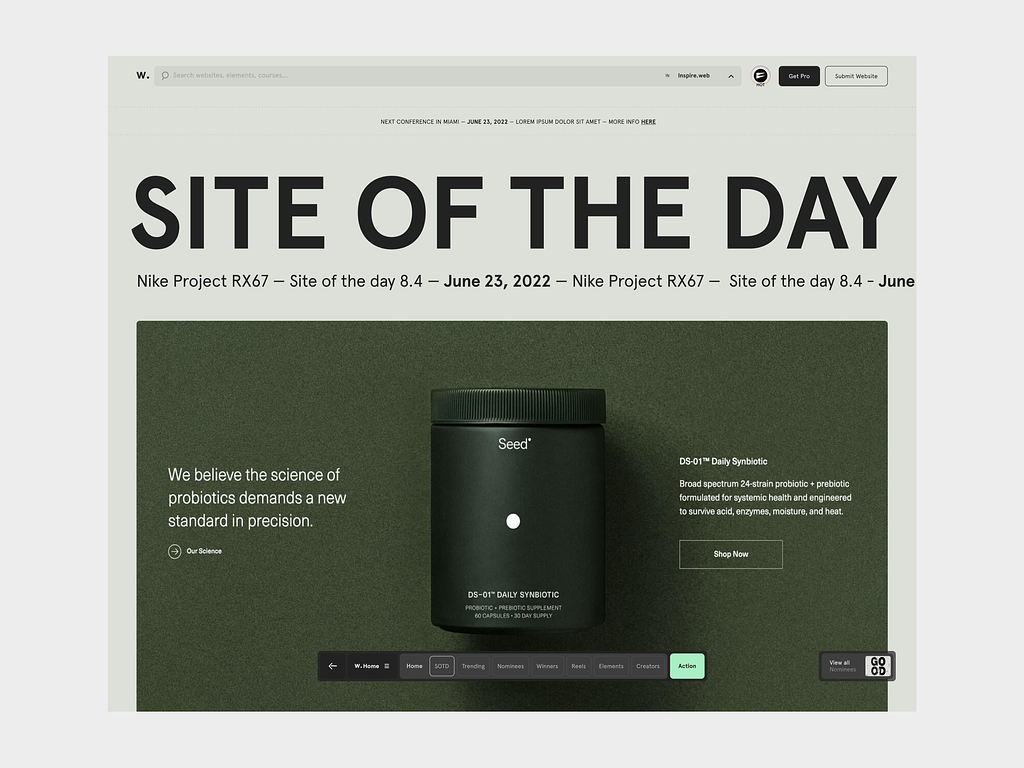 W.
Search websites, elements, courses...
IN Inspire.web
HOT
Get Pro
Submit Website
NEXT CONFERENCE IN MIAMI — JUNE 23, 2022 — LOREM IPSUM DOLOR SIT AMET — MORE INFO HERE
SITE OF THE DAY
Nike Project RX67 — Site of the day 8.4 — June 23, 2022 — Nike Project RX67 — Site of the day 8.4 - June
We believe the science of
probiotics demands a new
standard in precision.
Our Science
Seed
DS-01™ DAILY SYNBIOTIC
PROBIOTIC + PREBIOTIC SUPPLEMENT
60 CAPSULES • 30 DAY SUPPLY
DS-01™ Daily Synbiotic
Broad spectrum 24-strain probiotic + prebiotic
formulated for systemic health and engineered
to survive acid, enzymes, moisture, and heat.
Shop Now
W. Home
Home SOTD Trending Nominees Winners Reels Elements Creators
Action
View all
Nominees
GO
OD